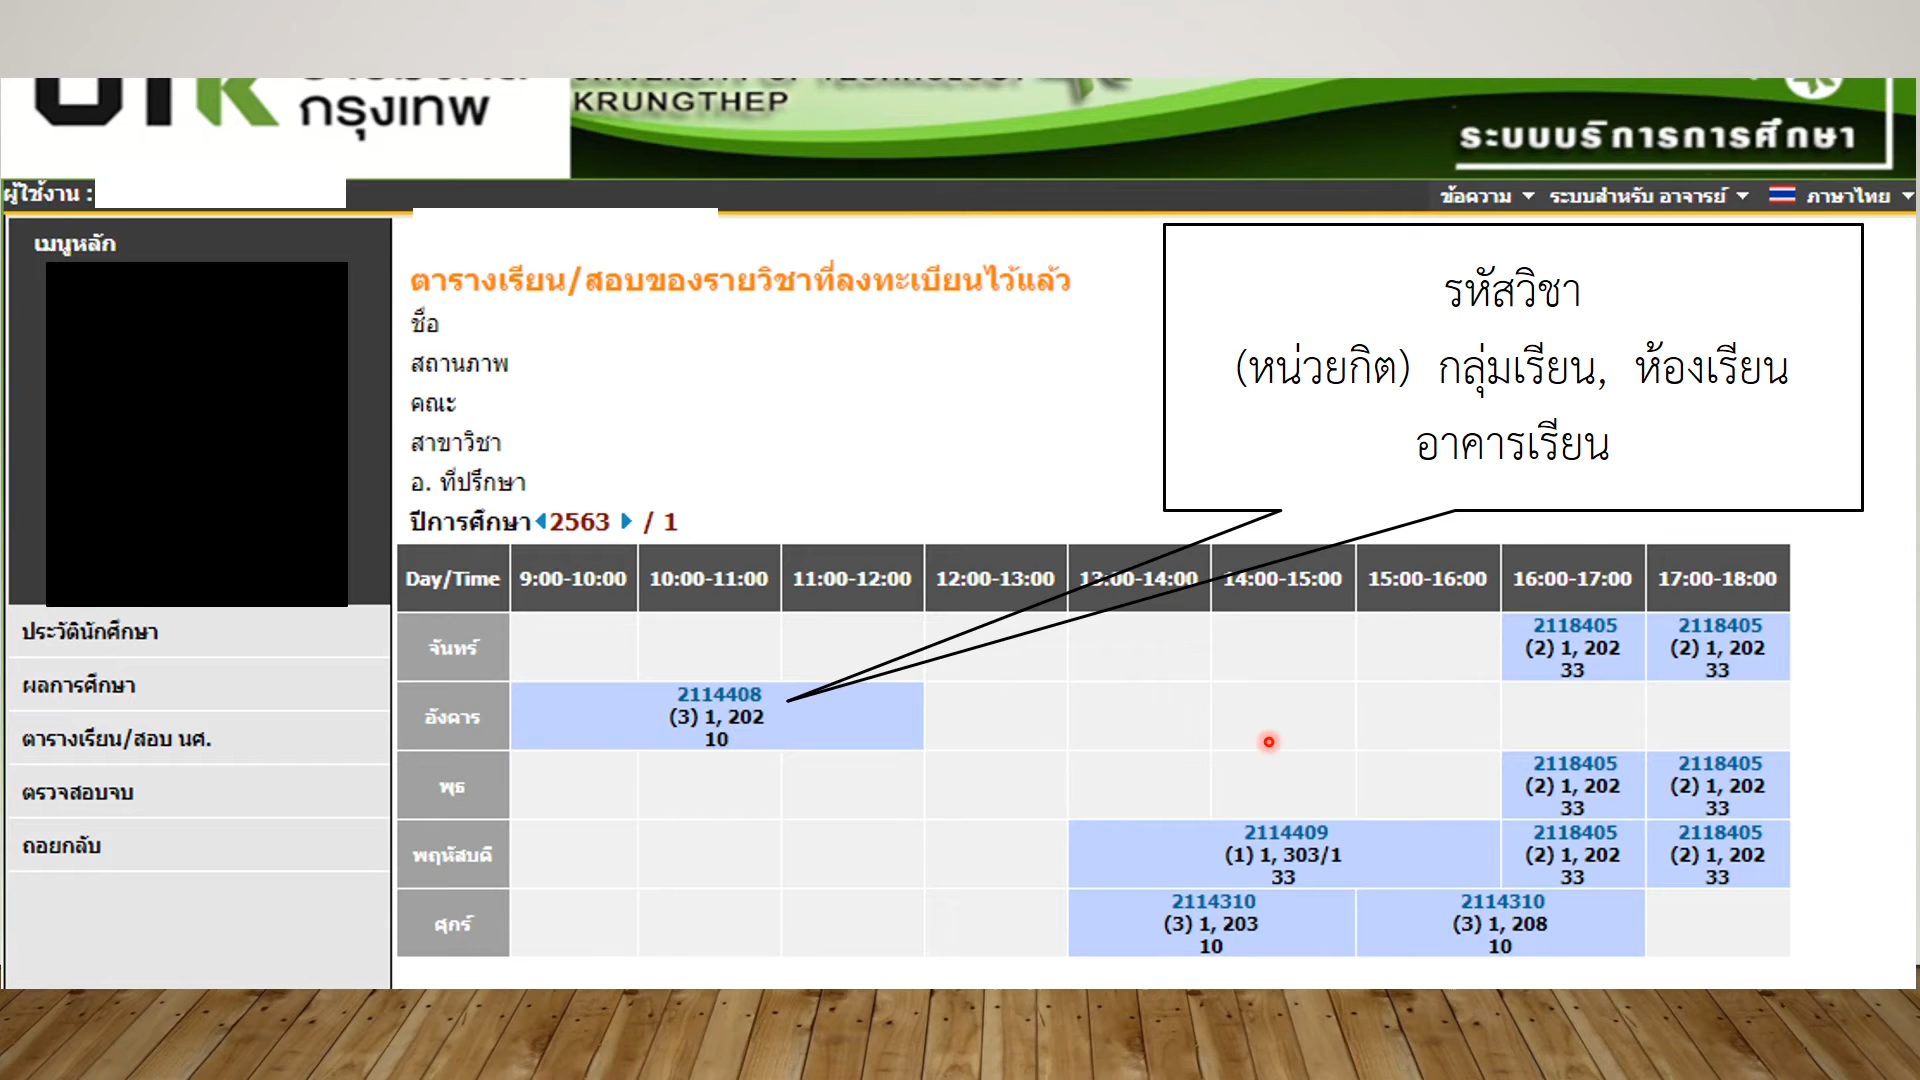 กรุงเทพ
KRUNGTHEP
ระบบบริการการศึกษา
ผู้ใช้งาน :
ข้อความ ระบบสำหรับ อาจารย์ ภาษาไทย
เมนูหลัก
ประวัตินักศึกษา
ผลการศึกษา
ตารางเรียน/สอบ นศ.
ตรวจสอบจบ
ถอยกลับ
ตารางเรียน/สอบของรายวิชาที่ลงทะเบียนไว้แล้ว
ชื่อ
สถานภาพ
คณะ
สาขาวิชา
อ. ที่ปรึกษา
ปีการศึกษา 2563 / 1
รหัสวิชา
(หน่วยกิต) กลุ่มเรียน, ห้องเรียน
อาคารเรียน
Day/Time 9:00-10:00 10:00-11:00 11:00-12:00 12:00-13:00 13:00-14:00 14:00-15:00 15:00-16:00 16:00-17:00 17:00-18:00
จันทร์
2118405 2118405
(2) 1, 202 (2) 1, 202
33 33
อังคาร
2114408
(3) 1, 202
10
พุธ
2118405 2118405
(2) 1, 202 (2) 1, 202
33 33
พฤหัสบดี
2114409 2118405 2118405
(1) 1, 303/1 (2) 1, 202 (2) 1, 202
33 33 33
ศุกร์
2114310 2114310
(3) 1, 203 (3) 1, 208
10 10